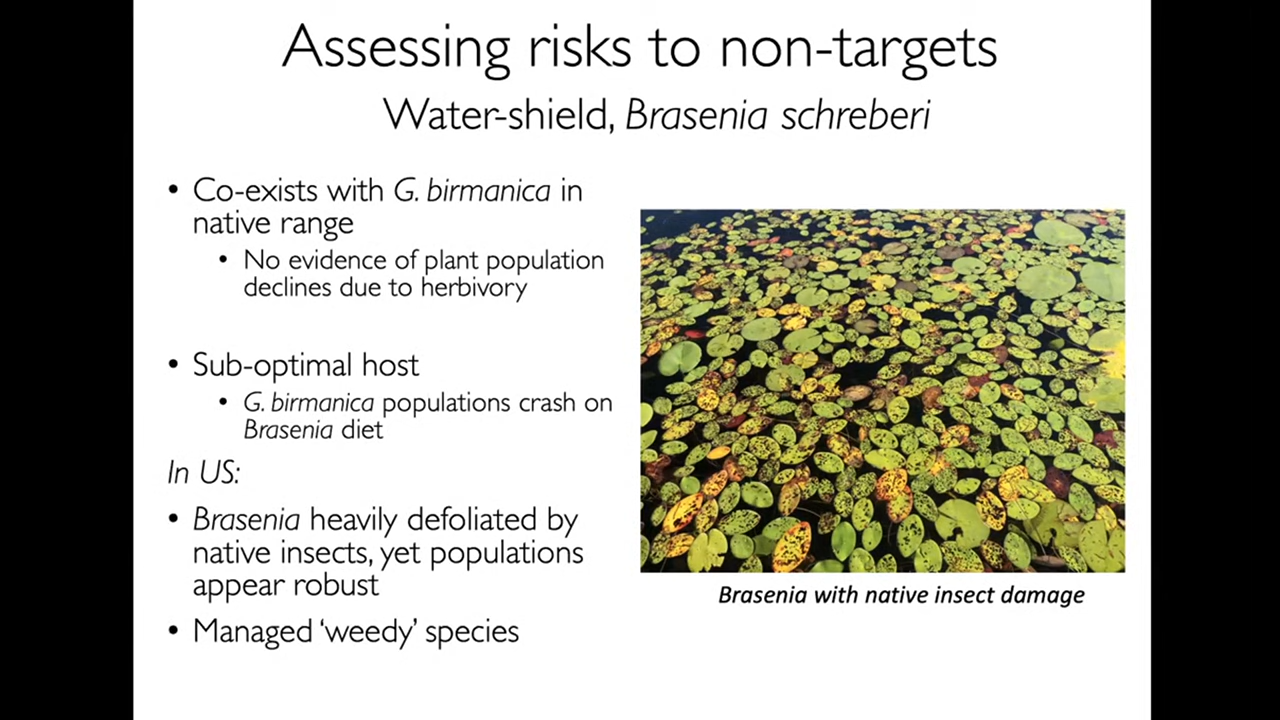 Assessing risks to non-targets
Water-shield, Brasenia schreberi
• Co-exists with G. birmanica in
native range
• No evidence of plant population
declines due to herbivory
• Sub-optimal host
• G. birmanica populations crash on
Brasenia diet
In US:
• Brasenia heavily defoliated by
native insects, yet populations
appear robust
• Managed ‘weedy’ species
Brasenia with native insect damage